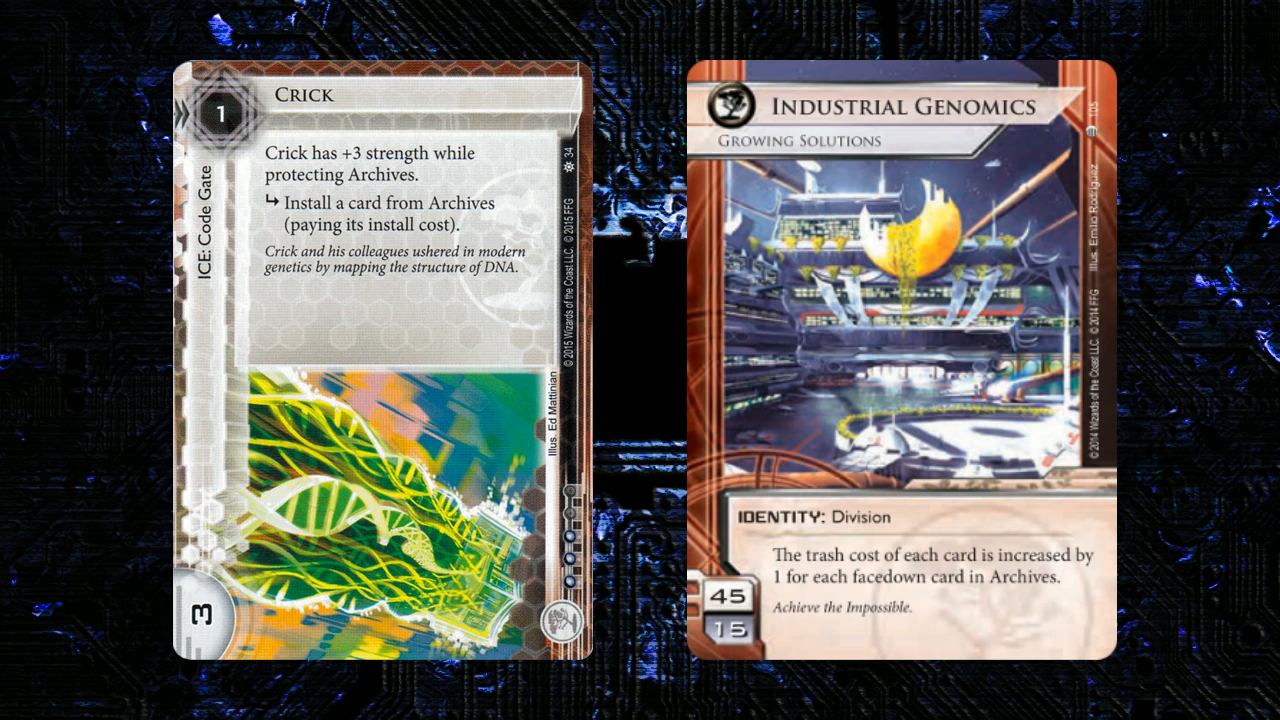 1
CRICK
ICE: Code Gate
Crick has +3 strength while
protecting Archives.
Install a card from Archives
(paying its install cost).
Crick and his colleagues ushered in modern
genetics by mapping the structure of DNA.
34
© 2015 Wizards of the Coast LLC. © 2015 FFG
Illus. Ed Mattinian
3
INDUSTRIAL GENOMICS
GROWING SOLUTIONS
105
Illus. Emilio Rodriguez
© 2014 Wizards of the Coast LLC. © 2014 FFG
IDENTITY: Division
The trash cost of each card is increased by
1 for each facedown card in Archives.
Achieve the Impossible.
45
15